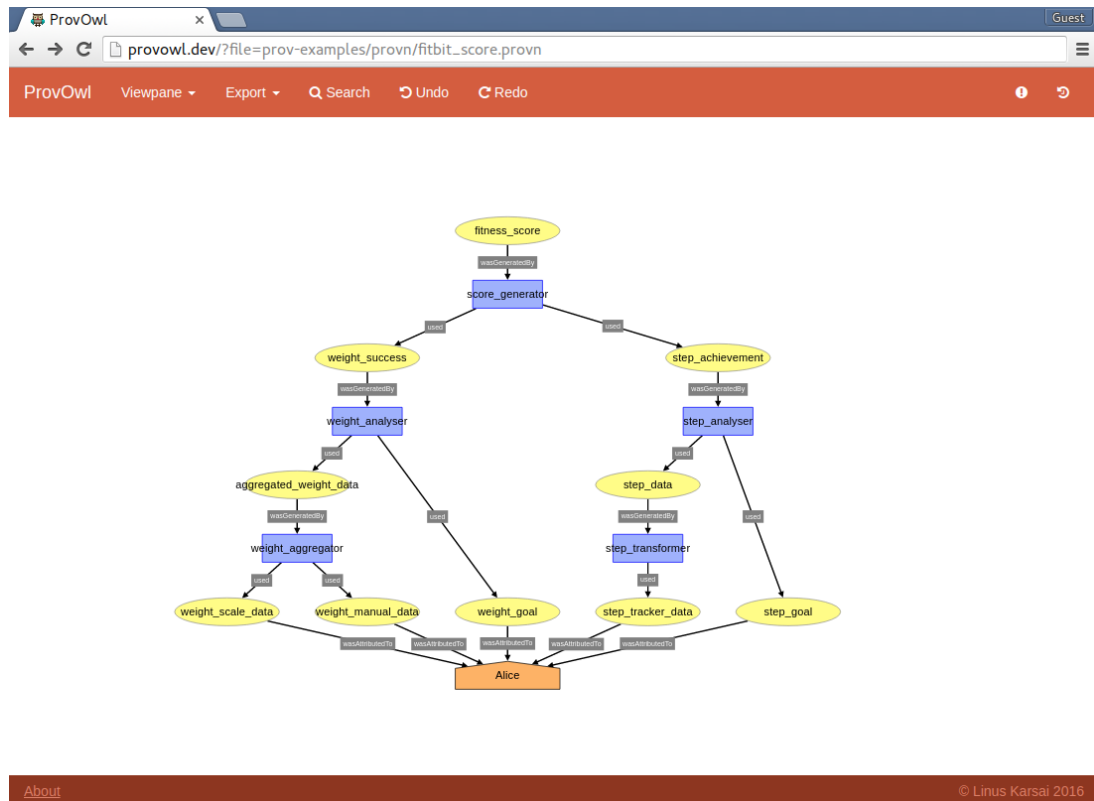 ProvOwl × Guest
provowl.dev/?file=prov-examples/provn/fitbit_score.provn
ProvOwl Viewpane Export Search Undo Redo
fitness_score
wasGeneratedBy
score_generator
used used
weight_success step_achievement
wasGeneratedBy wasGeneratedBy
weight_analyser step_analyser
used used
aggregated_weight_data step_data
wasGeneratedBy used wasGeneratedBy used
weight_aggregator step_transformer
used used used
weight_scale_data weight_manual_data weight_goal step_tracker_data step_goal
wasAttributedTo wasAttributedTo wasAttributedTo wasAttributedTo wasAttributedTo
Alice
About © Linus Karsai 2016